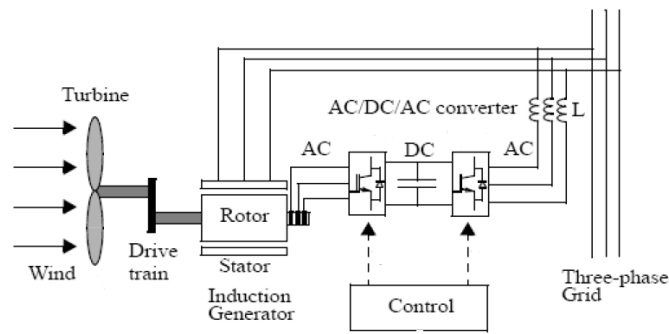 Turbine
AC/DC/AC converter
L
AC
DC
AC
Rotor
Wind
Drive
train
Stator
Induction
Generator
Control
Three-phase
Grid